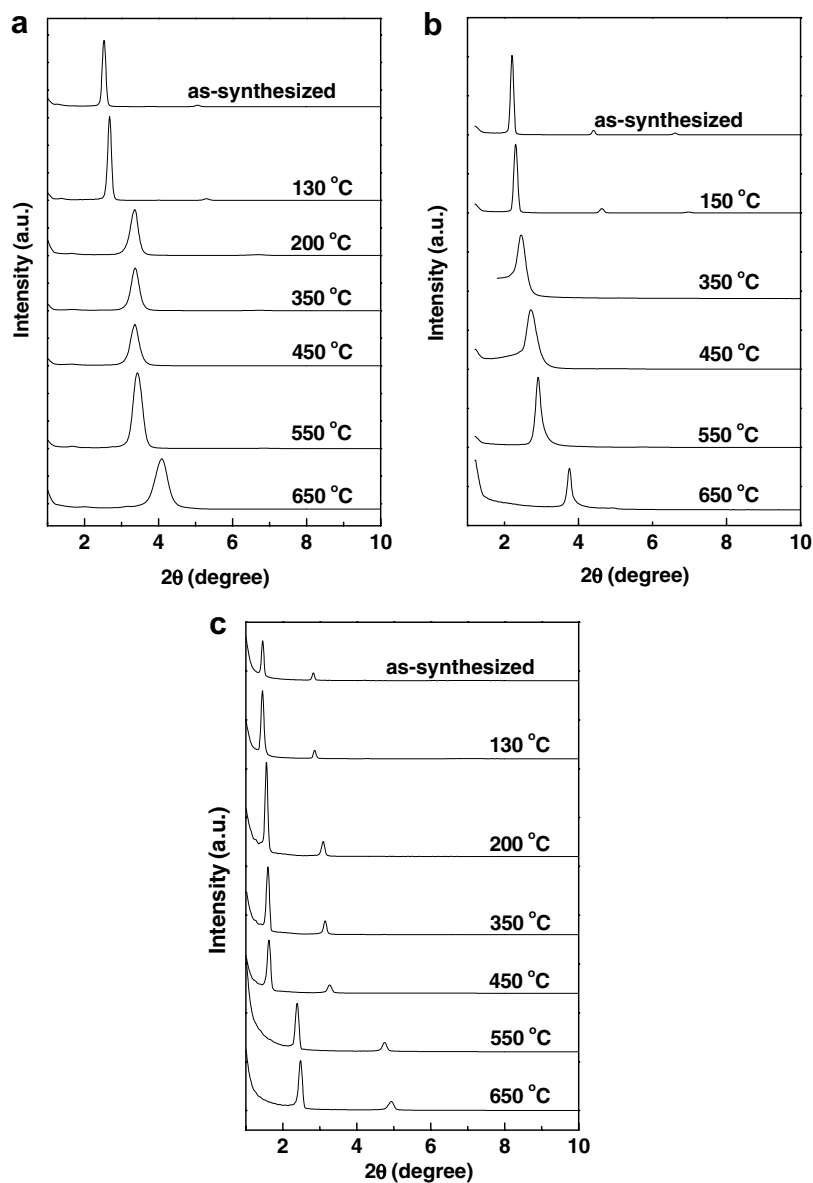 a
as-synthesized
130 °C
200 °C
350 °C
450 °C
550 °C
650 °C
Intensity (a.u.)
2 4 6 8 10
2θ (degree)
b
as-synthesized
150 °C
350 °C
450 °C
550 °C
650 °C
Intensity (a.u.)
2 4 6 8 10
2θ (degree)
c
as-synthesized
130 °C
200 °C
350 °C
450 °C
550 °C
650 °C
Intensity (a.u.)
2 4 6 8 10
2θ (degree)